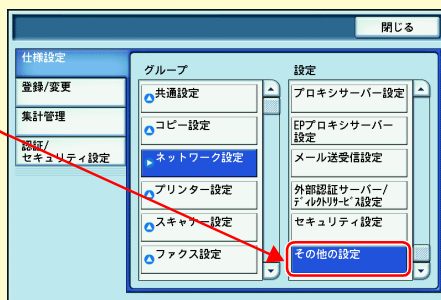 閉じる
仕様設定
登録/変更
集計管理
認証/
セキュリティ設定
グループ
共通設定
コピー設定
ネットワーク設定
プリンター設定
スキャナー設定
ファクス設定
設定
プロキシサーバー設定
EPプロキシサーバー
設定
メール送受信設定
外部認証サーバー/
ディレクトリサービス設定
セキュリティ設定
その他の設定